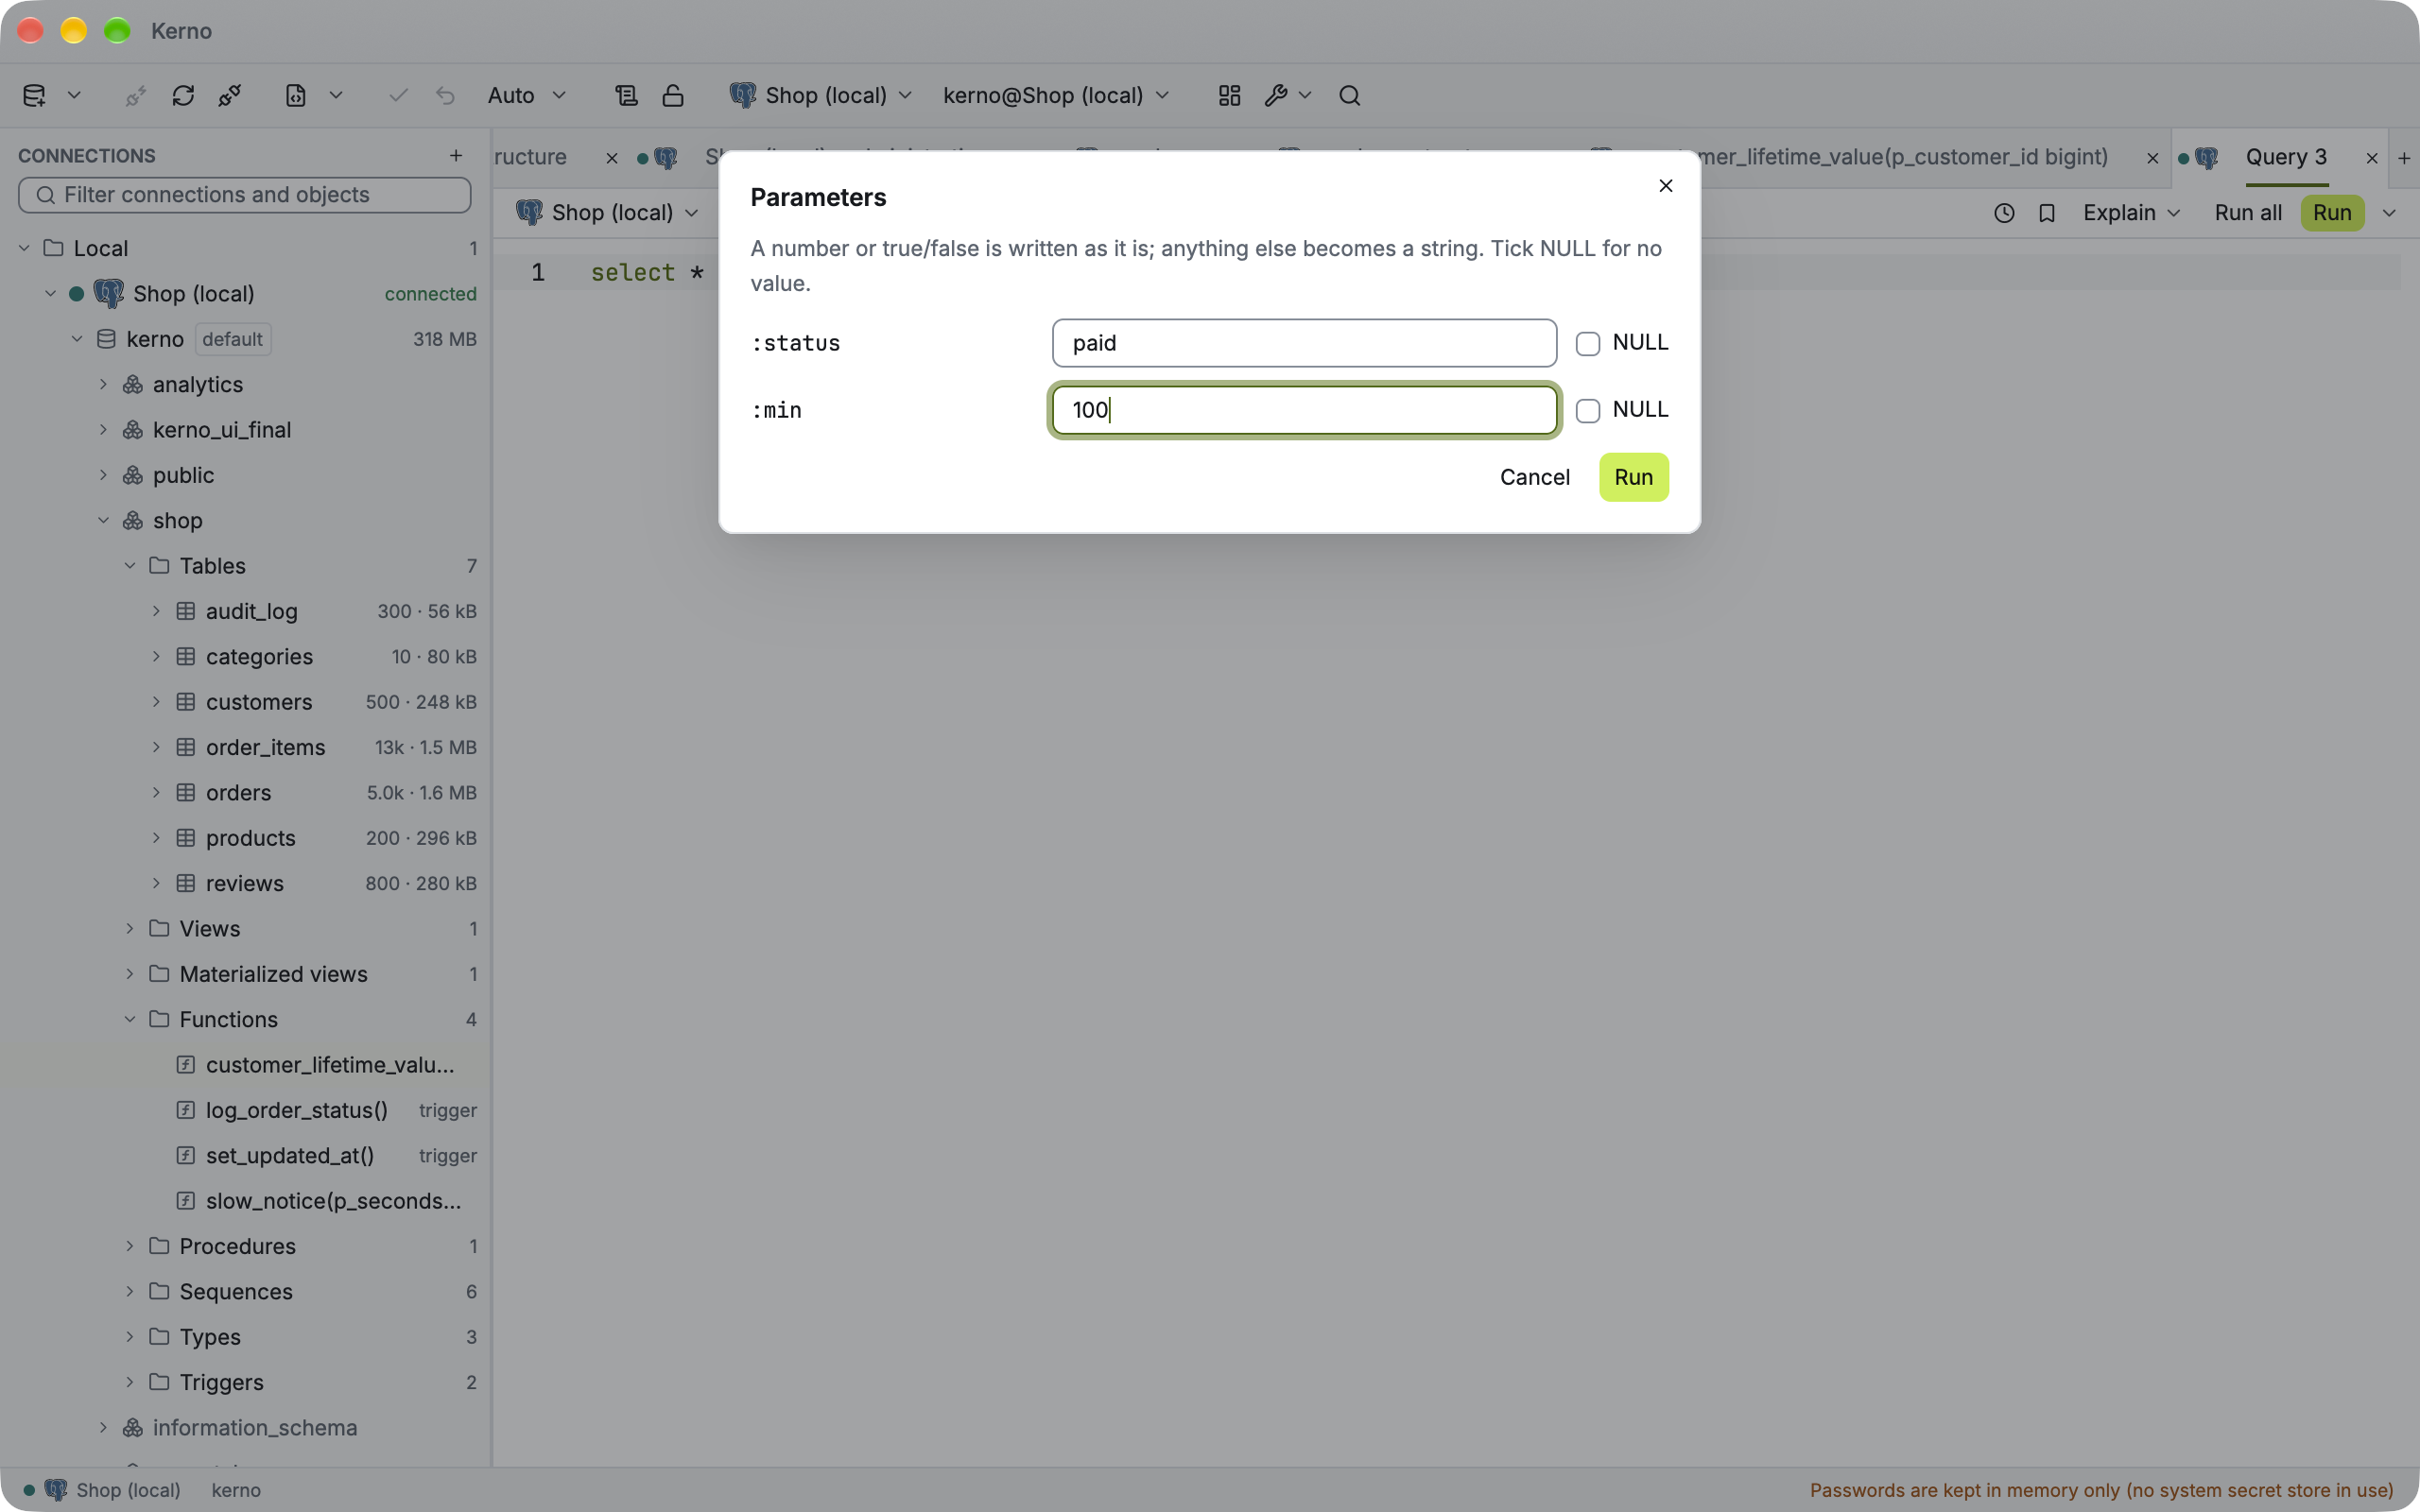 Kerno
Auto
Shop (local)
kerno@Shop (local)
CONNECTIONS
Filter connections and objects
Local 1
Shop (local) connected
kerno default 318 MB
analytics
kerno_ui_final
public
shop
Tables 7
audit_log 300 · 56 kB
categories 10 · 80 kB
customers 500 · 248 kB
order_items 13k · 1.5 MB
orders 5.0k · 1.6 MB
products 200 · 296 kB
reviews 800 · 280 kB
Views 1
Materialized views 1
Functions 4
customer_lifetime_valu...
log_order_status() trigger
set_updated_at() trigger
slow_notice(p_seconds...
Procedures 1
Sequences 6
Types 3
Triggers 2
information_schema
ructure
mer_lifetime_value(p_customer_id bigint)
Query 3
Shop (local)
Explain
Run all
Run
1 select *
Parameters
A number or true/false is written as it is; anything else becomes a string. Tick NULL for no
value.
:status paid NULL
:min 100 NULL
Cancel Run
Shop (local) kerno
Passwords are kept in memory only (no system secret store in use)